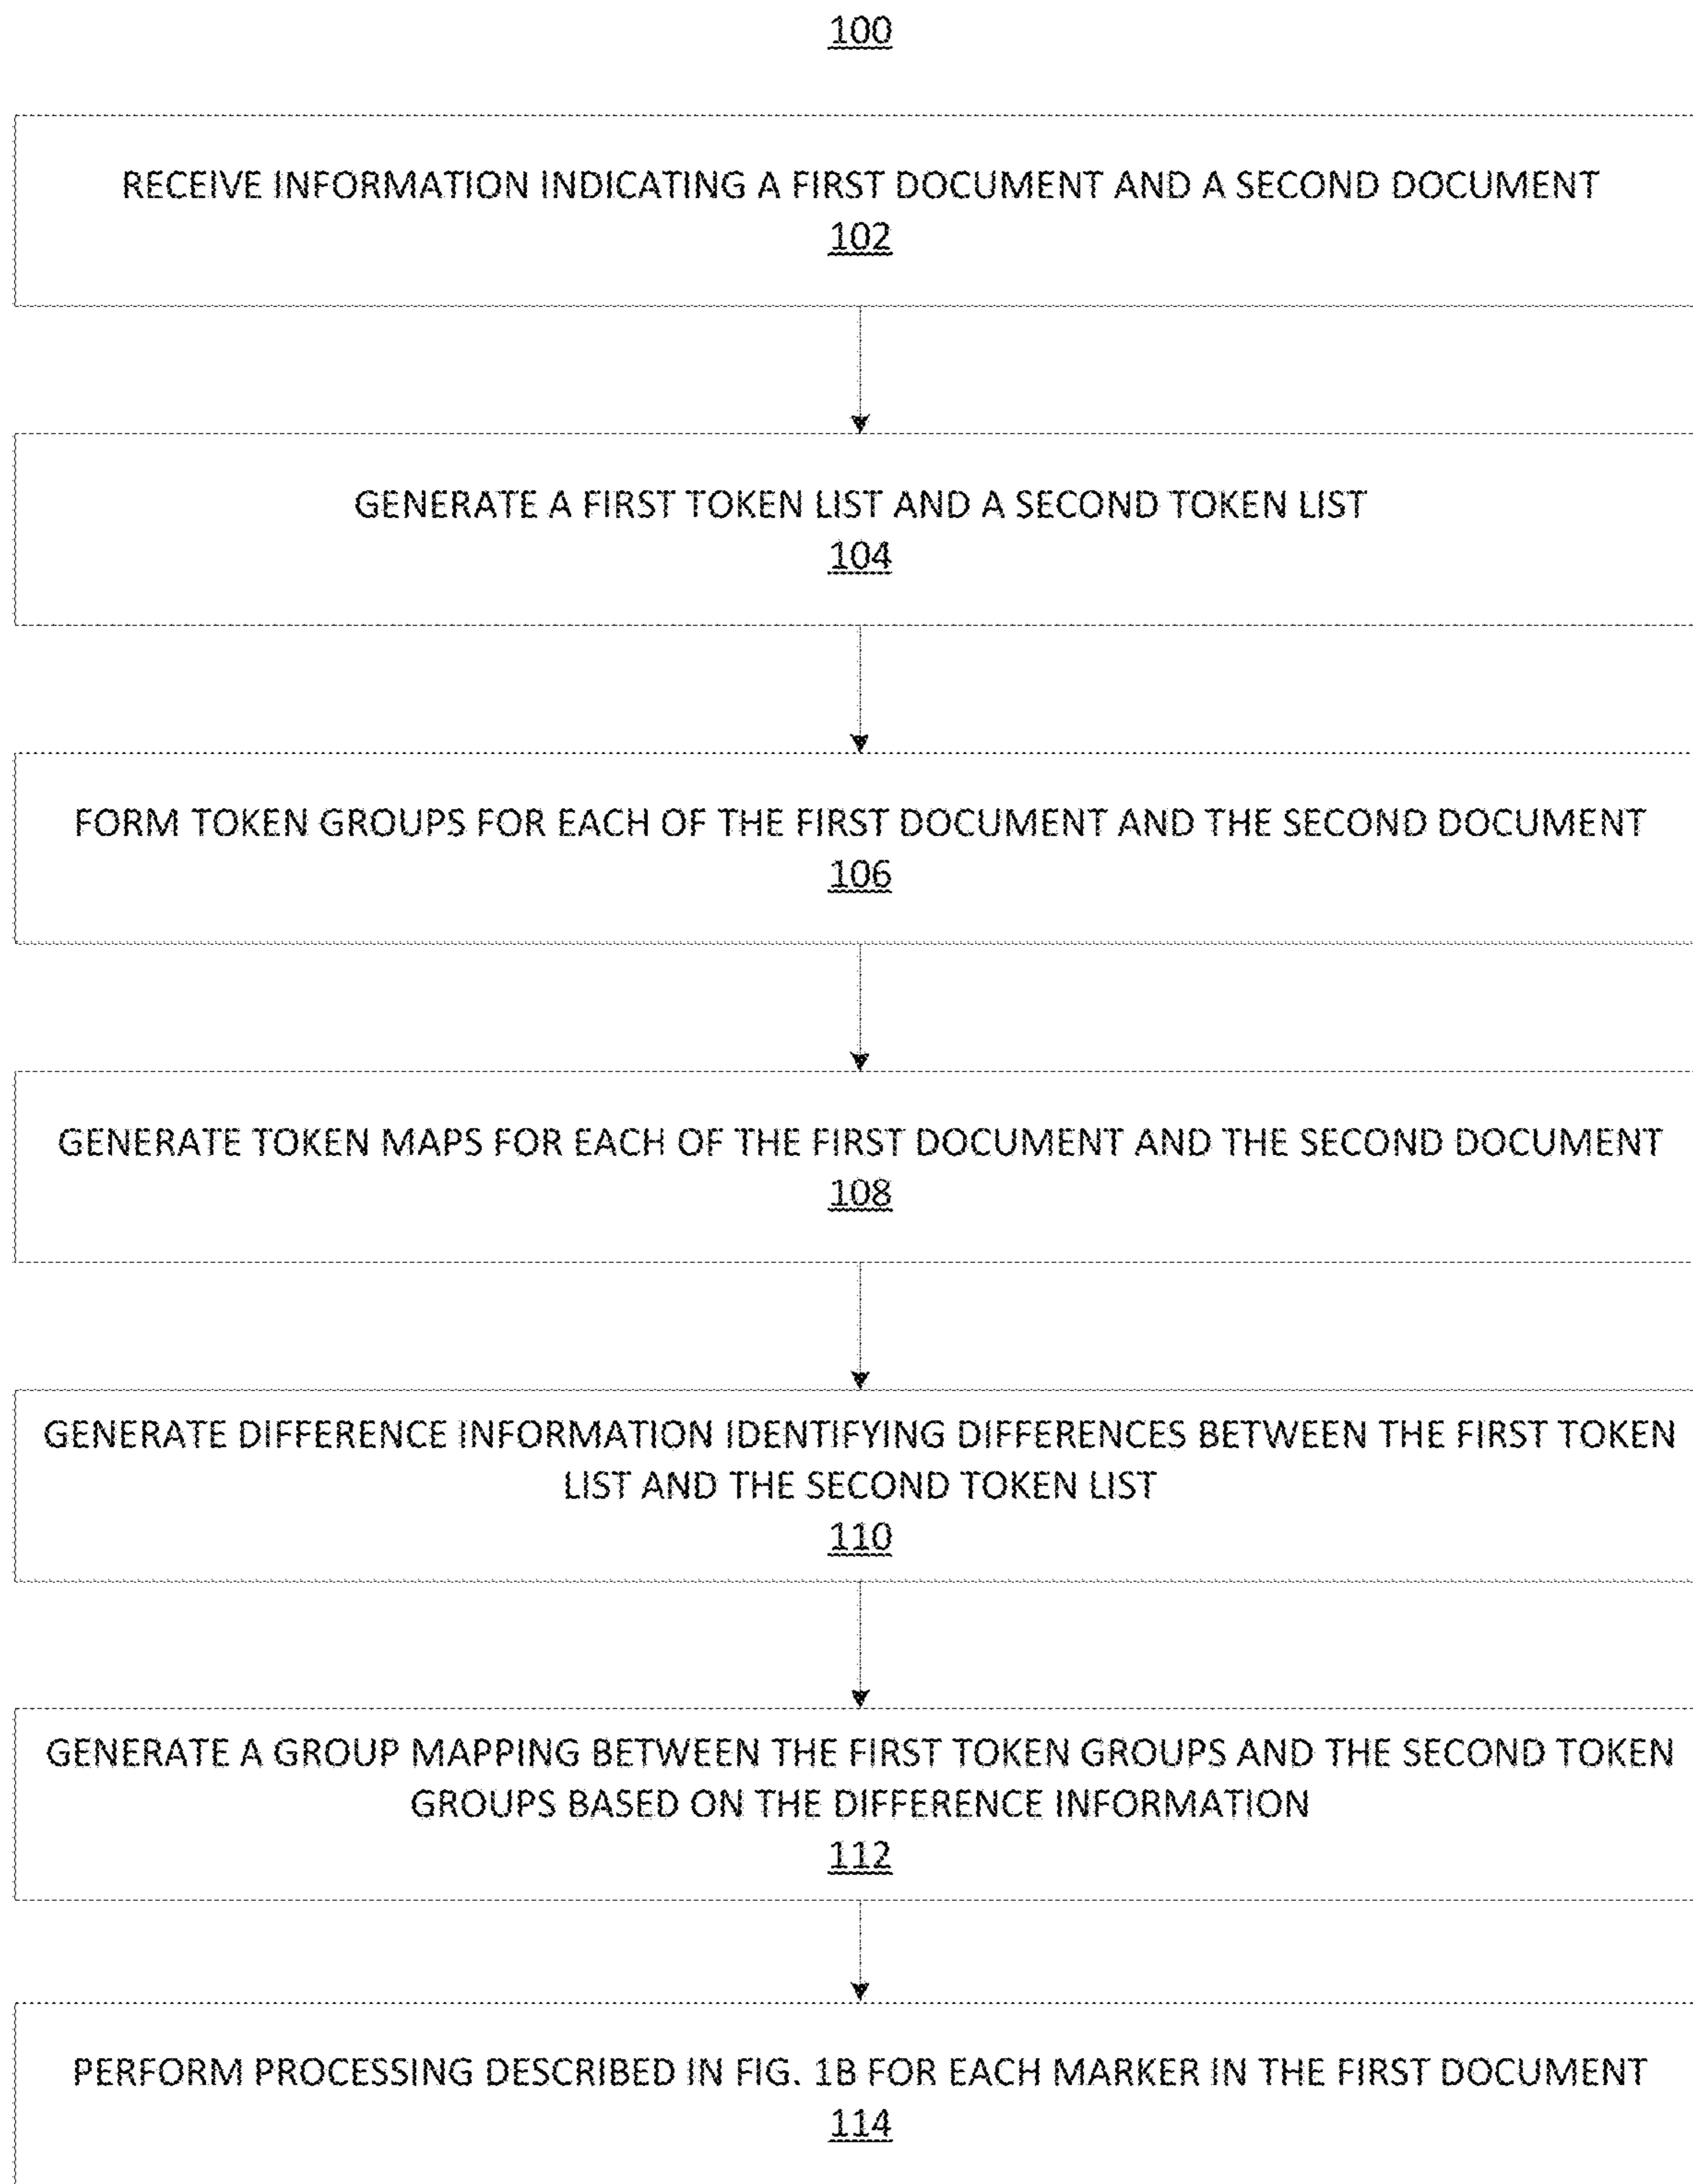 100
RECEIVE INFORMATION INDICATING A FIRST DOCUMENT AND A SECOND DOCUMENT
102
GENERATE A FIRST TOKEN LIST AND A SECOND TOKEN LIST
104
FORM TOKEN GROUPS FOR EACH OF THE FIRST DOCUMENT AND THE SECOND DOCUMENT
106
GENERATE TOKEN MAPS FOR EACH OF THE FIRST DOCUMENT AND THE SECOND DOCUMENT
108
GENERATE DIFFERENCE INFORMATION IDENTIFYING DIFFERENCES BETWEEN THE FIRST TOKEN
LIST AND THE SECOND TOKEN LIST
110
GENERATE A GROUP MAPPING BETWEEN THE FIRST TOKEN GROUPS AND THE SECOND TOKEN
GROUPS BASED ON THE DIFFERENCE INFORMATION
112
PERFORM PROCESSING DESCRIBED IN FIG. 1B FOR EACH MARKER IN THE FIRST DOCUMENT
114